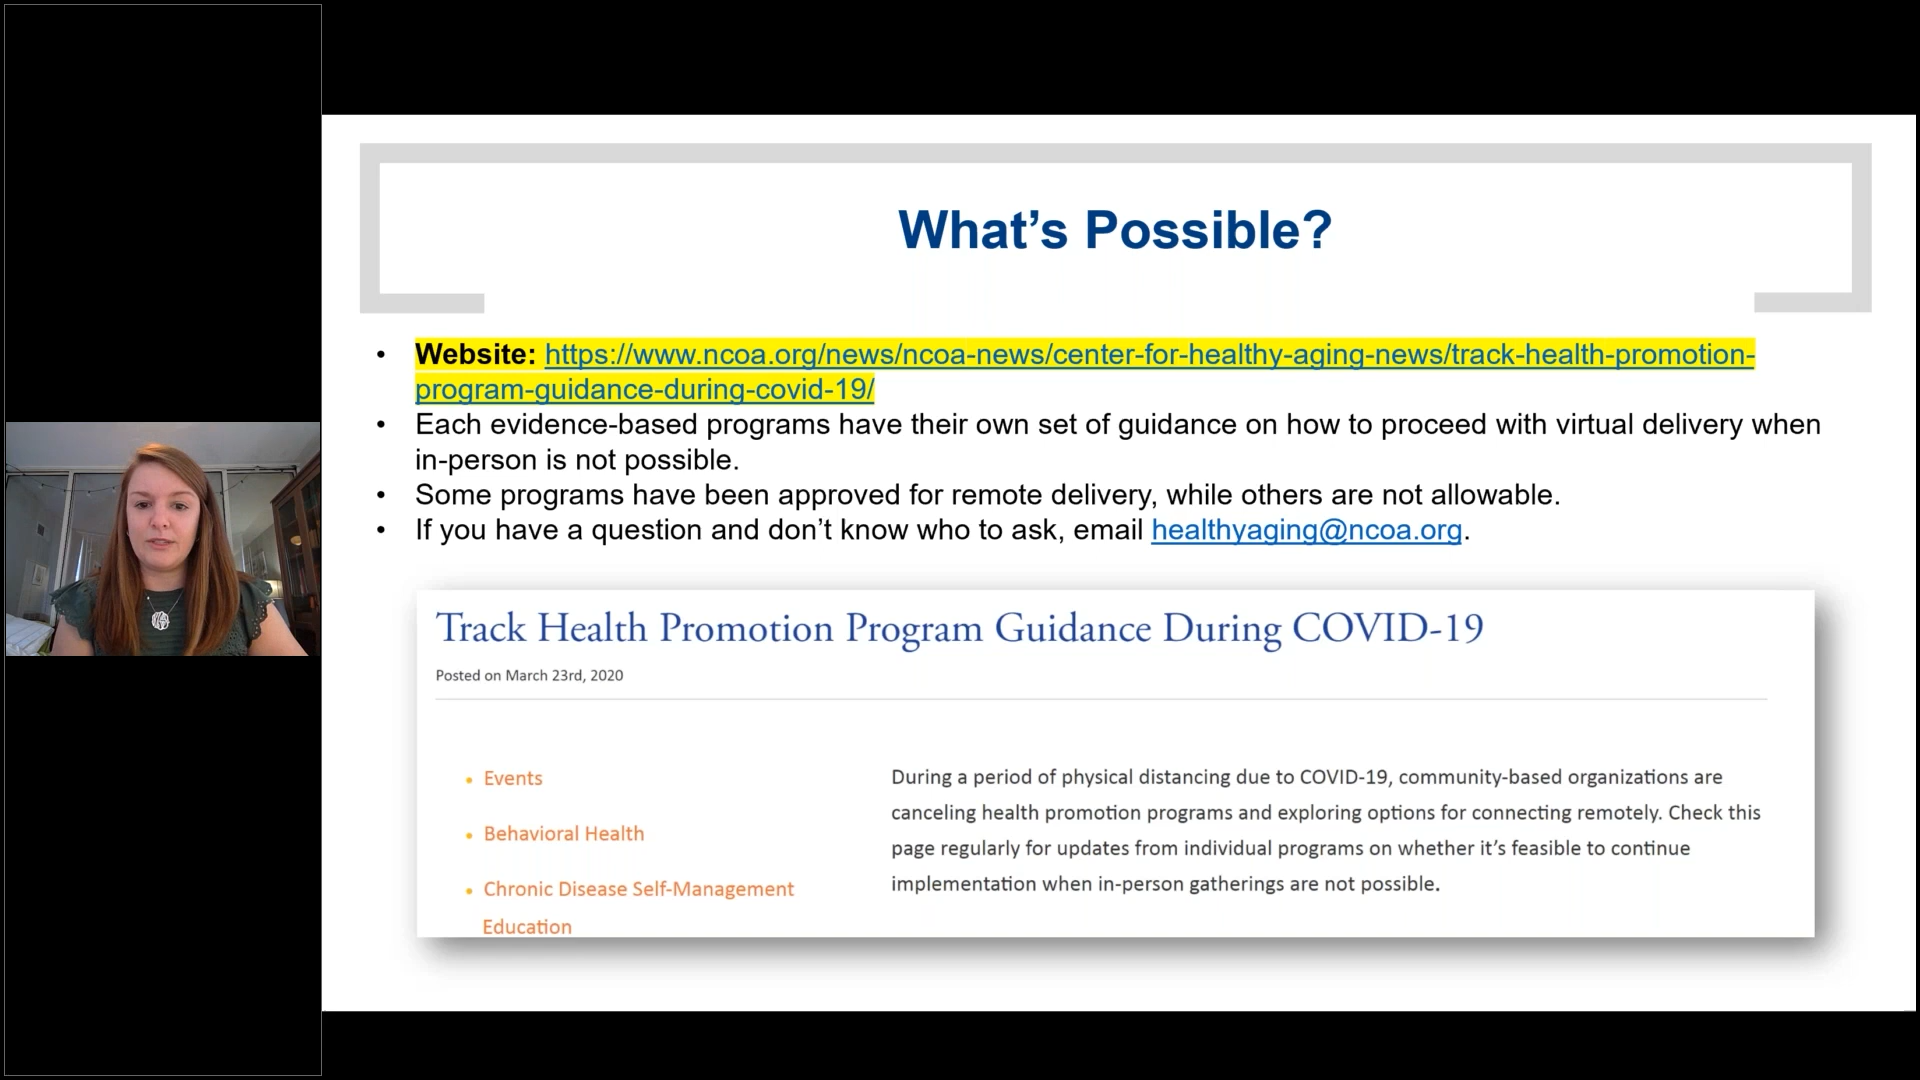 What’s Possible?
• Website: https://www.ncoa.org/news/ncoa-news/center-for-healthy-aging-news/track-health-promotion-
program-guidance-during-covid-19/
• Each evidence-based programs have their own set of guidance on how to proceed with virtual delivery when
in-person is not possible.
• Some programs have been approved for remote delivery, while others are not allowable.
• If you have a question and don’t know who to ask, email healthyaging@ncoa.org.
Track Health Promotion Program Guidance During COVID-19
Posted on March 23rd, 2020
• Events
• Behavioral Health
• Chronic Disease Self-Management
Education
During a period of physical distancing due to COVID-19, community-based organizations are
canceling health promotion programs and exploring options for connecting remotely. Check this
page regularly for updates from individual programs on whether it’s feasible to continue
implementation when in-person gatherings are not possible.